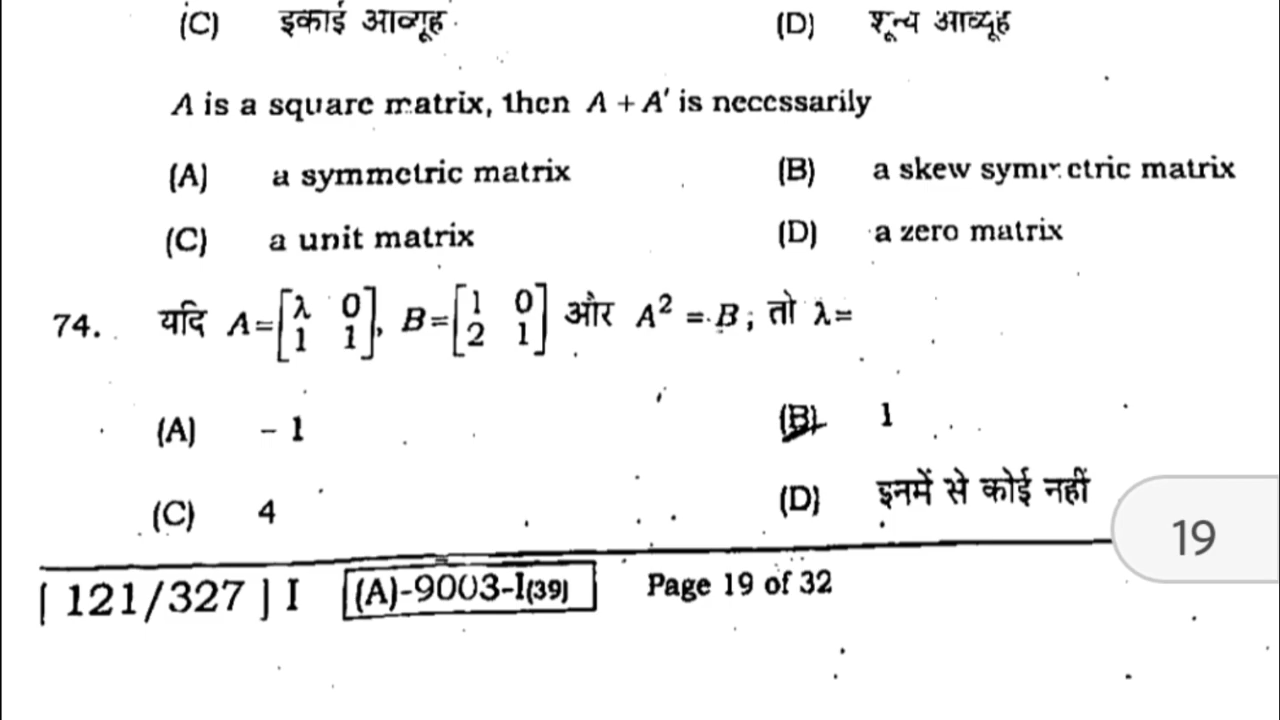 (C) इकाई आव्यूह (D) शून्य आव्यूह
A is a square matrix, then A + A′ is necessarily
(A) a symmetric matrix (B) a skew symmetric matrix
(C) a unit matrix (D) a zero matrix
74. यदि A=[λ 0; 1 1], B=[1 0; 2 1] और A² = B; तो λ=
(A) – 1 (B) 1
(C) 4 (D) इनमें से कोई नहीं
19
[ 121/327 ] I (A)-9003-I(39) Page 19 of 32